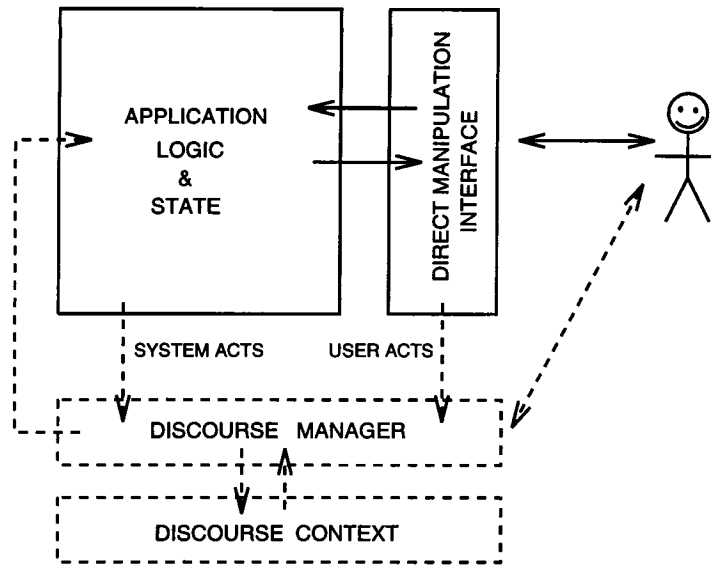 APPLICATION
LOGIC
&
STATE
DIRECT MANIPULATION
INTERFACE
SYSTEM ACTS
USER ACTS
DISCOURSE MANAGER
DISCOURSE CONTEXT